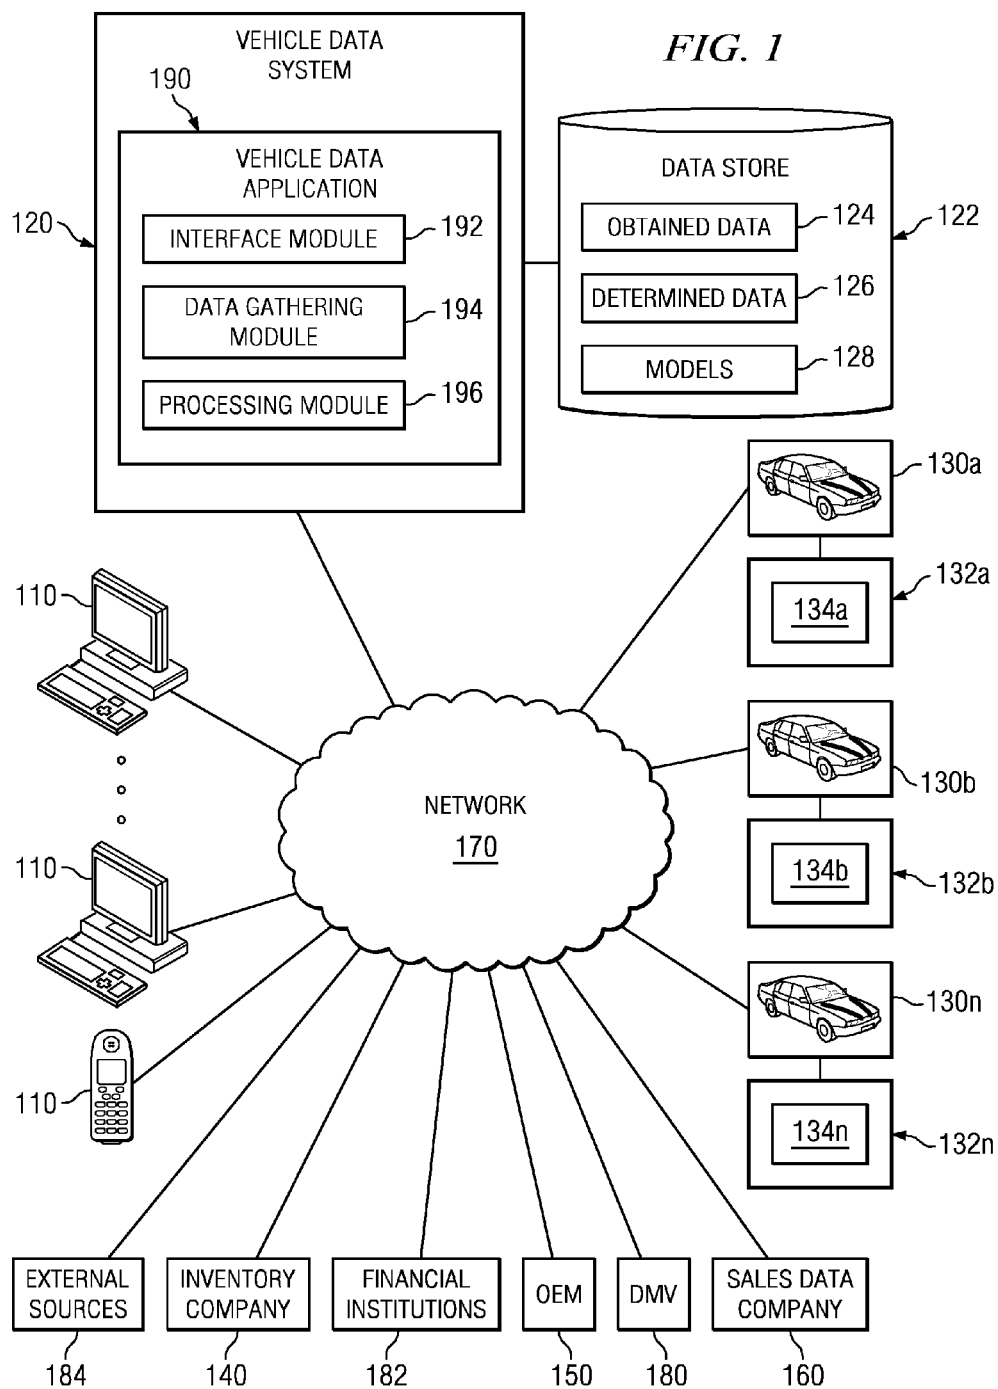 FIG. 1
VEHICLE DATA
SYSTEM
190
VEHICLE DATA
APPLICATION
120
INTERFACE MODULE
192
DATA GATHERING
MODULE
194
PROCESSING MODULE
196
DATA STORE
122
OBTAINED DATA
124
DETERMINED DATA
126
MODELS
128
130a
132a
134a
130b
134b
132b
130n
134n
132n
110
110
110
NETWORK
170
EXTERNAL
SOURCES
INVENTORY
COMPANY
FINANCIAL
INSTITUTIONS
OEM
DMV
SALES DATA
COMPANY
184
140
182
150
180
160